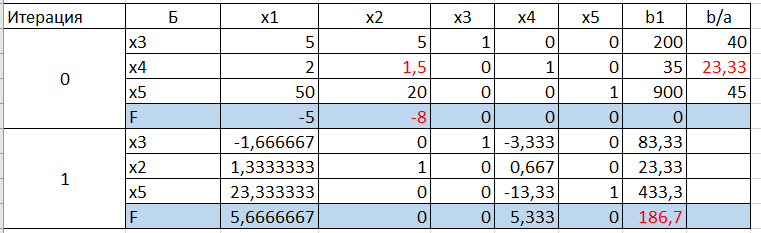 Итерация Б x1 x2 x3 x4 x5 b1 b/a
x3 5 5 1 0 0 200 40
x4 2 1,5 0 1 0 35 23,33
0
x5 50 20 0 0 1 900 45
F -5 -8 0 0 0 0
x3 -1,666667 0 1 -3,333 0 83,33
x2 1,3333333 1 0 0,667 0 23,33
1
x5 23,333333 0 0 -13,33 1 433,3
F 5,6666667 0 0 5,333 0 186,7